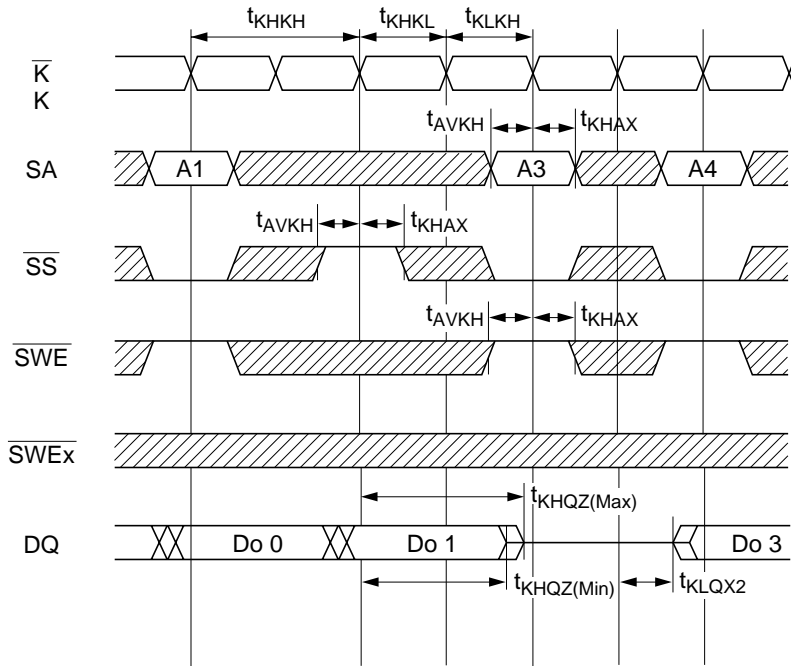 tKHKH tKHKL tKLKH
K
K
tAVKH tKHAX
SA A1 A3 A4
tAVKH tKHAX
SS
tAVKH tKHAX
SWE
SWEx
tKHQZ(Max)
DQ Do 0 Do 1 Do 3
tKHQZ(Min) tKLQX2